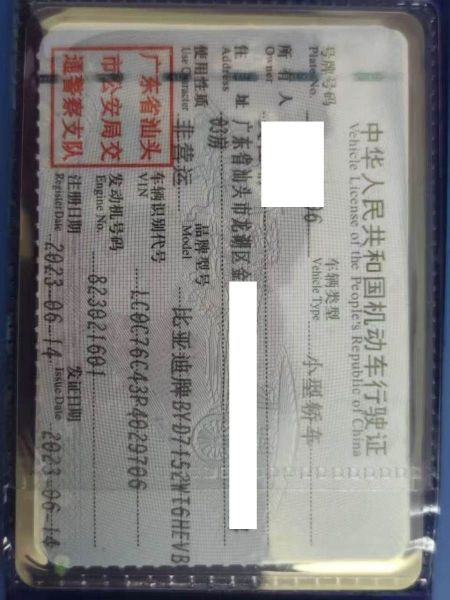 中华人民共和国机动车行驶证
Vehicle License of the People's Republic of China
号牌号码
Plate No.
车辆类型 小型轿车
Vehicle Type
所有人
Owner
住址 广东省汕头市龙湖区金
Address
03房
使用性质 非营运
Use Character
品牌型号 比亚迪牌BYD7152WT6HEVB
Model
广东省汕头
市公安局交
通警察支队
车辆识别代号 LC0C76C43P4029706
VIN
发动机号码 823021601
Engine No.
注册日期 2023-06-14
Register Date
发证日期 2023-06-14
Issue Date